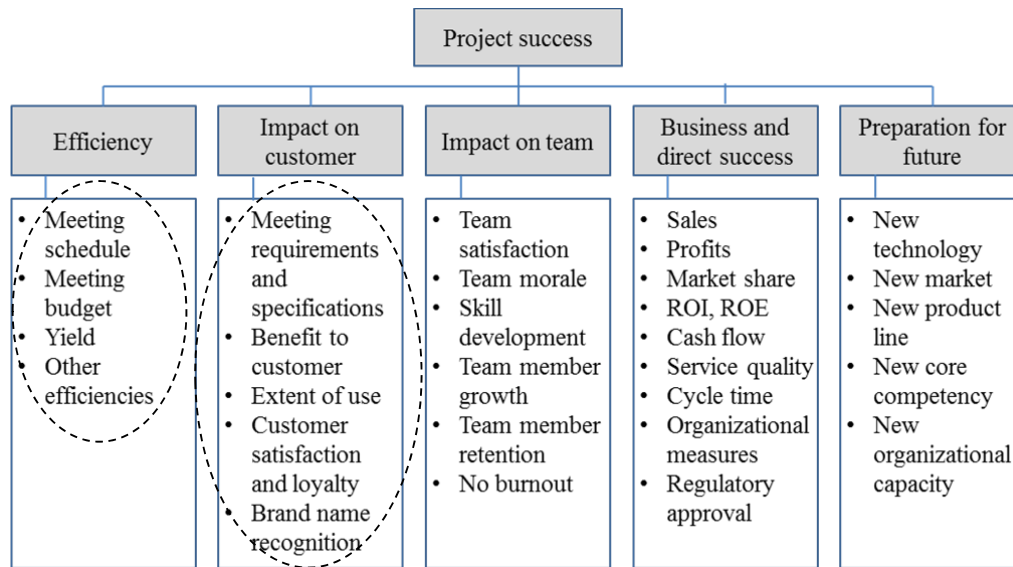 Project success
Efficiency
Impact on
customer
Impact on team
Business and
direct success
Preparation for
future
• Meeting
schedule
• Meeting
budget
• Yield
• Other
efficiencies
• Meeting
requirements
and
specifications
• Benefit to
customer
• Extent of use
• Customer
satisfaction
and loyalty
• Brand name
recognition
• Team
satisfaction
• Team morale
• Skill
development
• Team member
growth
• Team member
retention
• No burnout
• Sales
• Profits
• Market share
• ROI, ROE
• Cash flow
• Service quality
• Cycle time
• Organizational
measures
• Regulatory
approval
• New
technology
• New market
• New product
line
• New core
competency
• New
organizational
capacity